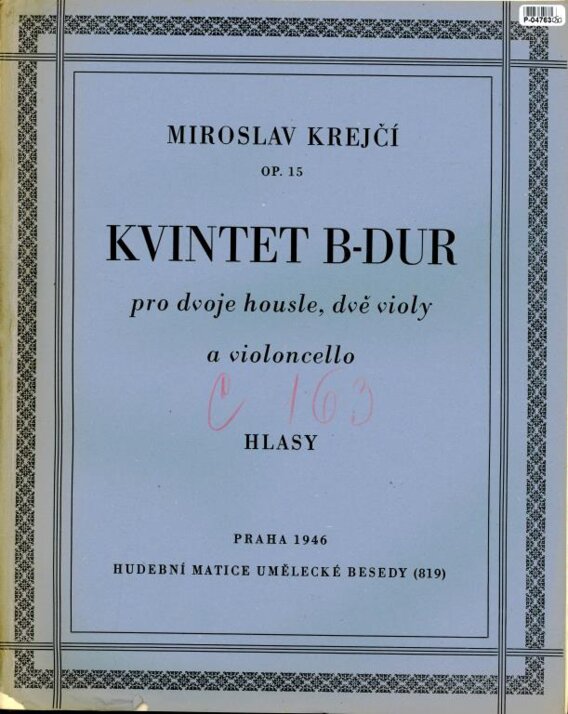 P-04763/20
MIROSLAV KREJČÍ
OP. 15
KVINTET B-DUR
pro dvoje housle, dvě violy
a violoncello
C 163
HLASY
PRAHA 1946
HUDEBNÍ MATICE UMĚLECKÉ BESEDY (819)